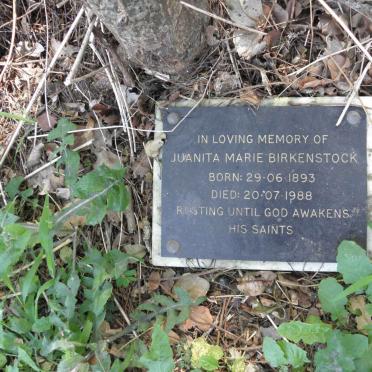 IN LOVING MEMORY OF
JUANITA MARIE BIRKENSTOCK
BORN: 29·06·1893
DIED: 20·07·1988
RESTING UNTIL GOD AWAKENS
HIS SAINTS